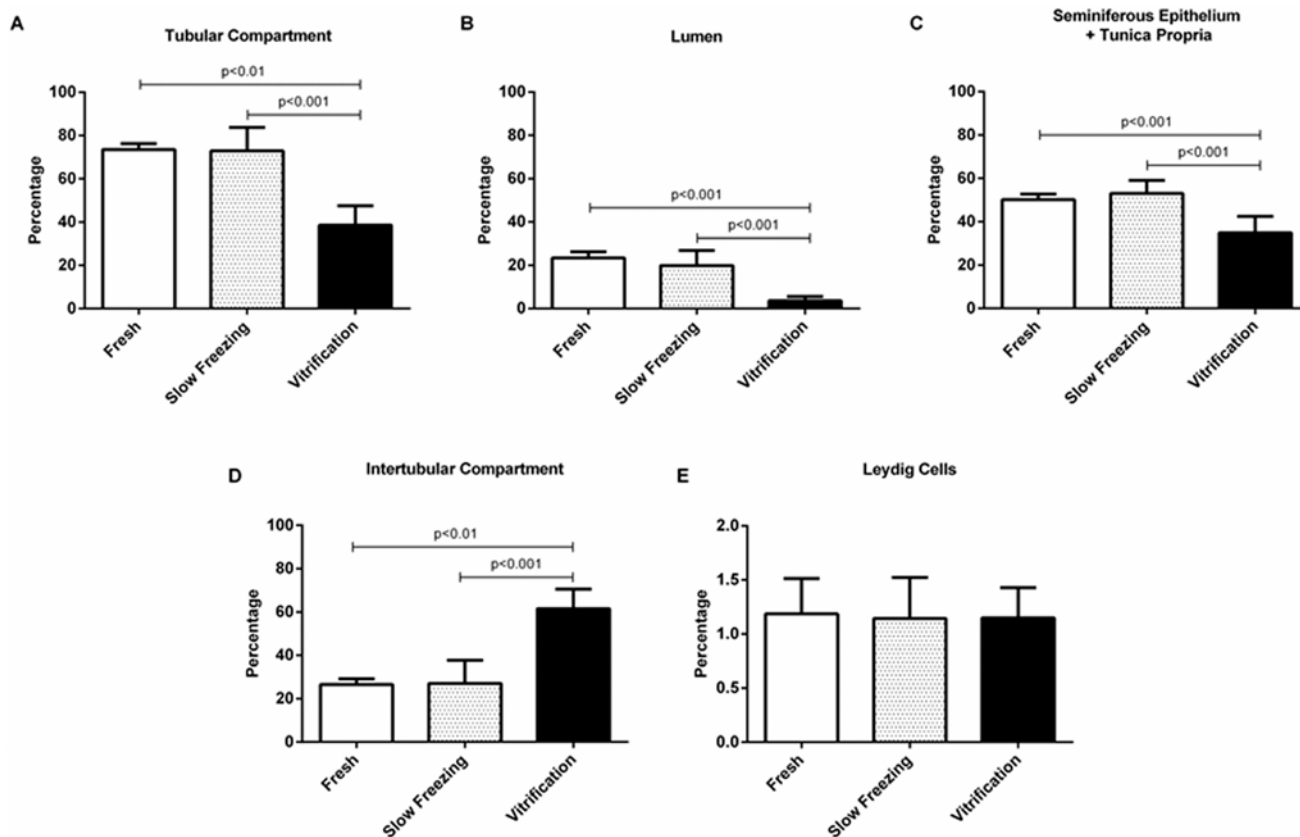 A
Tubular Compartment
p<0.01
p<0.001
100
80
60
40
20
0
Percentage
Fresh
Slow Freezing
Vitrification
B
Lumen
p<0.001
p<0.001
100
80
60
40
20
0
Percentage
Fresh
Slow Freezing
Vitrification
C
Seminiferous Epithelium
+ Tunica Propria
p<0.001
p<0.001
100
80
60
40
20
0
Percentage
Fresh
Slow Freezing
Vitrification
D
Intertubular Compartment
p<0.01
p<0.001
100
80
60
40
20
0
Percentage
Fresh
Slow Freezing
Vitrification
E
Leydig Cells
2.0
1.5
1.0
0.5
0.0
Percentage
Fresh
Slow Freezing
Vitrification